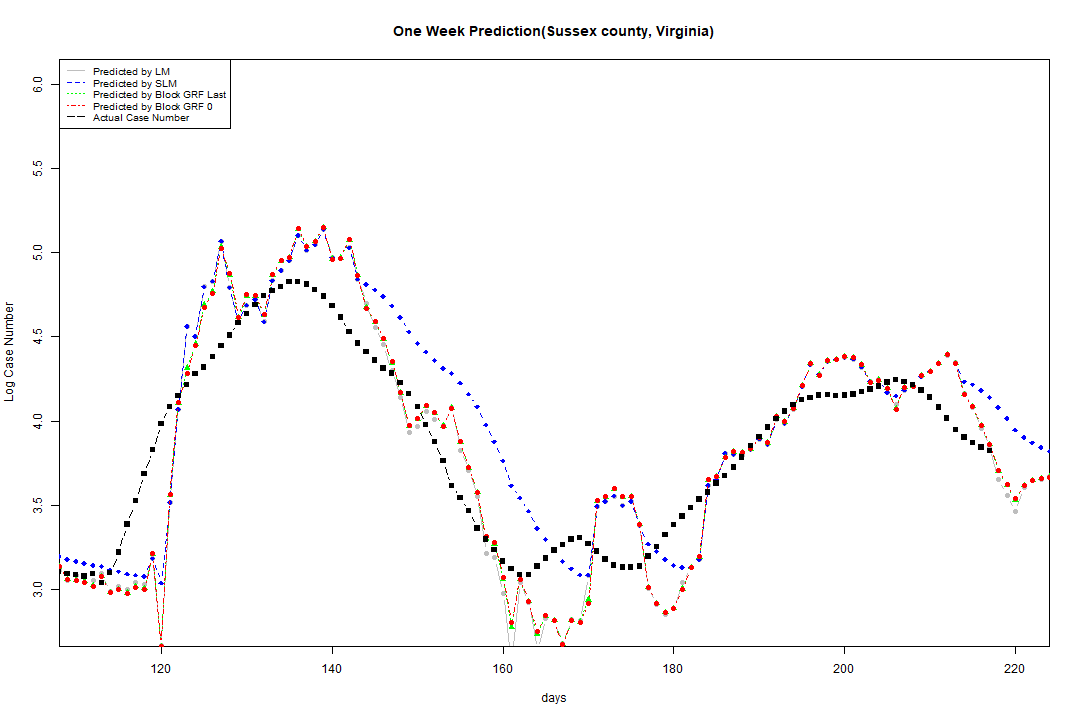 One Week Prediction(Sussex county, Virginia)
Predicted by LM
Predicted by SLM
Predicted by Block GRF Last
Predicted by Block GRF 0
Actual Case Number
6.0
5.5
5.0
4.5
4.0
3.5
3.0
Log Case Number
120 140 160 180 200 220
days